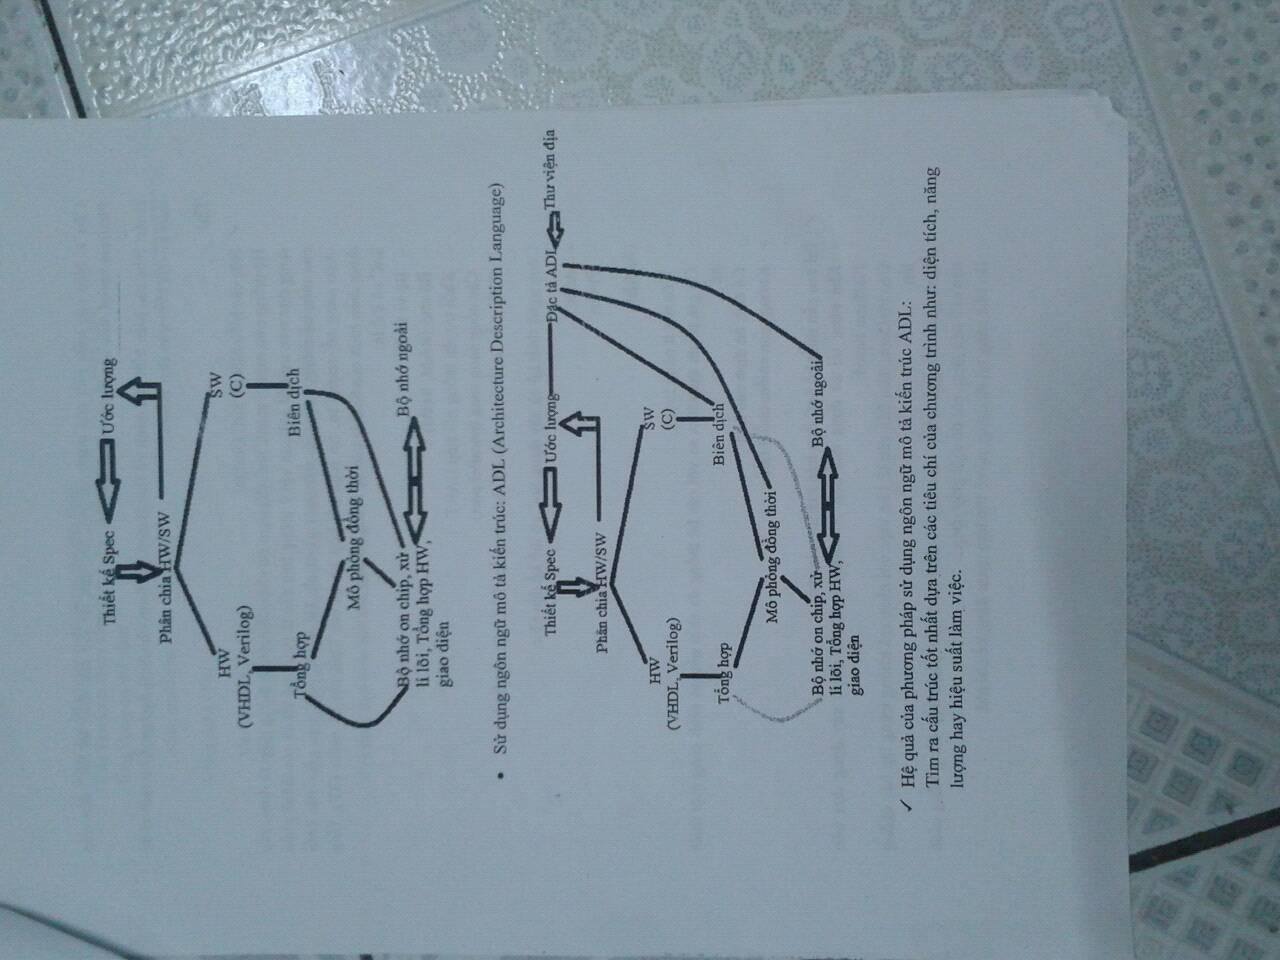 Thiết kế Spec Ước lượng
Phân chia HW/SW
HW SW
(VHDL, Verilog) (C)
Tổng hợp Biên dịch
Mô phỏng đồng thời
Bộ nhớ on chip, xử Bộ nhớ ngoài
lí lõi, Tổng hợp HW,
giao diện
• Sử dụng ngôn ngữ mô tả kiến trúc: ADL (Architecture Description Language)
Thiết kế Spec Ước lượng Đặc tả ADL Thư viện địa
Phân chia HW/SW
HW SW
(VHDL, Verilog) (C)
Tổng hợp Biên dịch
Mô phỏng đồng thời
Bộ nhớ on chip, xử Bộ nhớ ngoài
lí lõi, Tổng hợp HW,
giao diện
✓ Hệ quả của phương pháp sử dụng ngôn ngữ mô tả kiến trúc ADL:
Tìm ra cấu trúc tốt nhất dựa trên các tiêu chí của chương trình như: diện tích, năng
lượng hay hiệu suất làm việc.